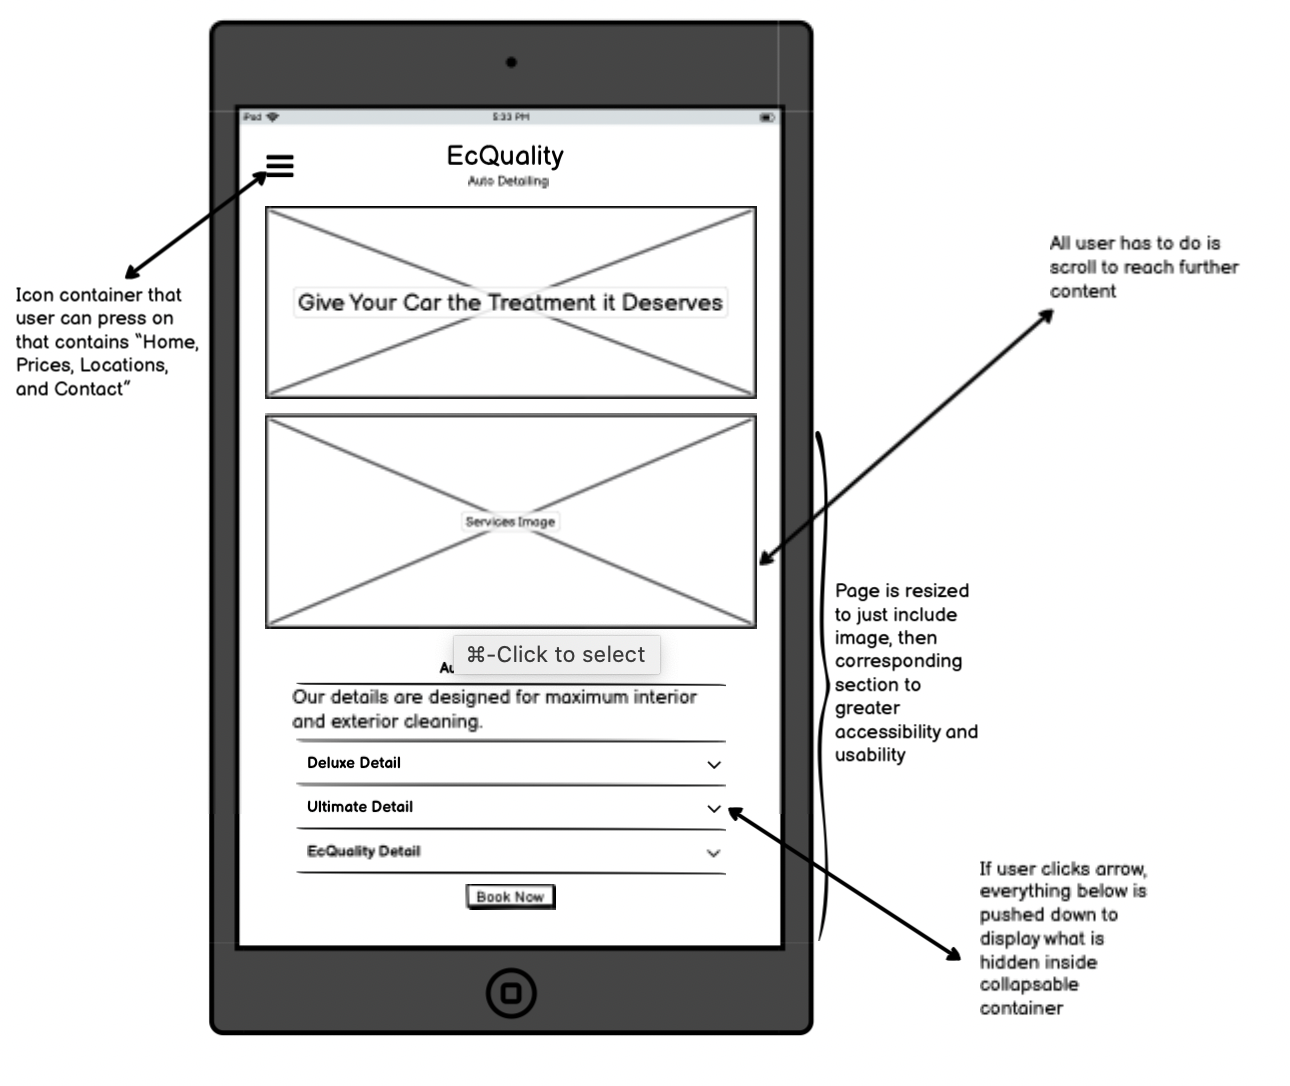 iPad
5:33 PM
EcQuality
Auto Detailing
Give Your Car the Treatment it Deserves
Services Image
⌘-Click to select
Our details are designed for maximum interior
and exterior cleaning.
Deluxe Detail
Ultimate Detail
EcQuality Detail
Book Now
Icon container that
user can press on
that contains “Home,
Prices, Locations,
and Contact”
All user has to do is
scroll to reach further
content
Page is resized
to just include
image, then
corresponding
section to
greater
accessibility and
usability
If user clicks arrow,
everything below is
pushed down to
display what is
hidden inside
collapsable
container